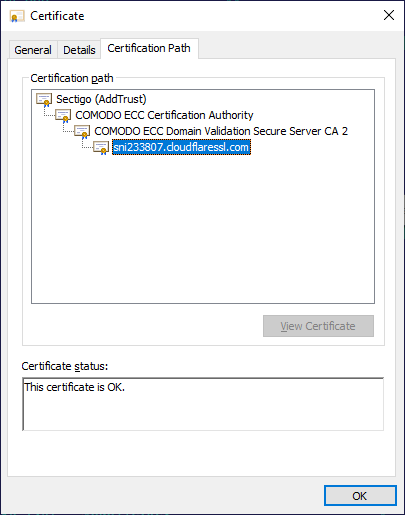 Certificate
General
Details
Certification Path
Certification path
Sectigo (AddTrust)
COMODO ECC Certification Authority
COMODO ECC Domain Validation Secure Server CA 2
sni233807.cloudflaressl.com
View Certificate
Certificate status:
This certificate is OK.
OK